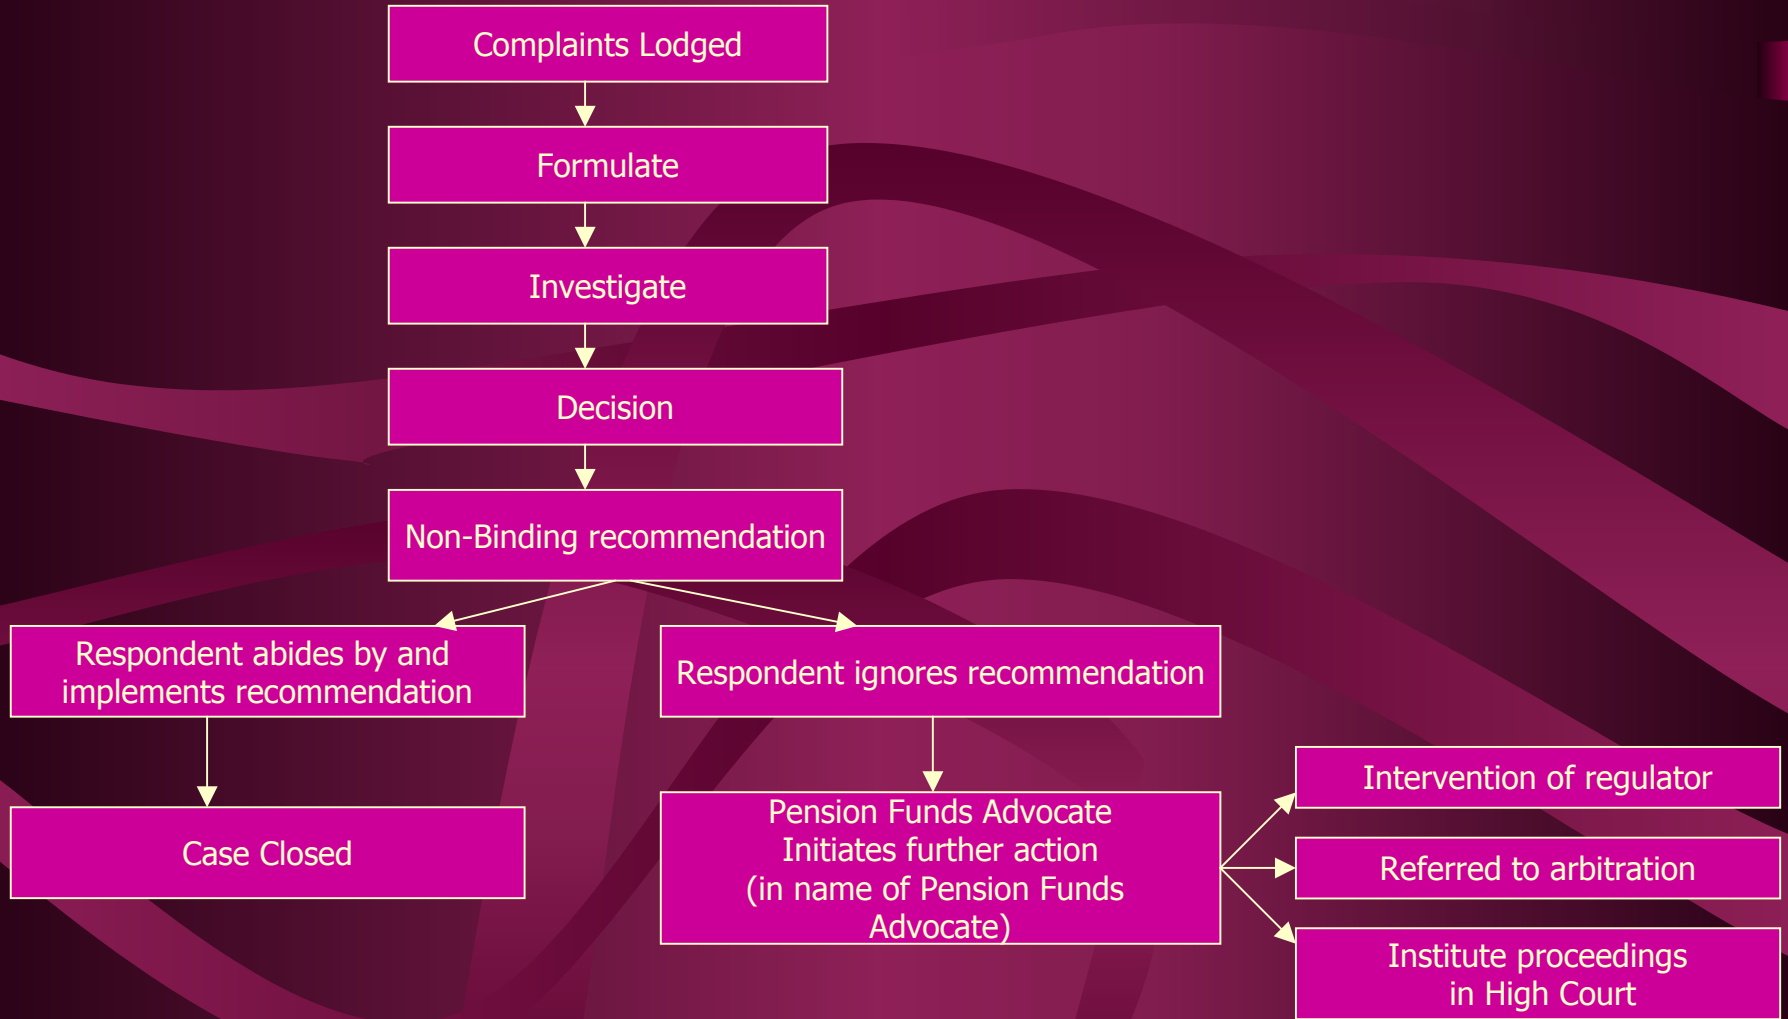 Complaints Lodged
Formulate
Investigate
Decision
Non-Binding recommendation
Respondent abides by and
implements recommendation
Respondent ignores recommendation
Case Closed
Pension Funds Advocate
Initiates further action
(in name of Pension Funds
Advocate)
Intervention of regulator
Referred to arbitration
Institute proceedings
in High Court